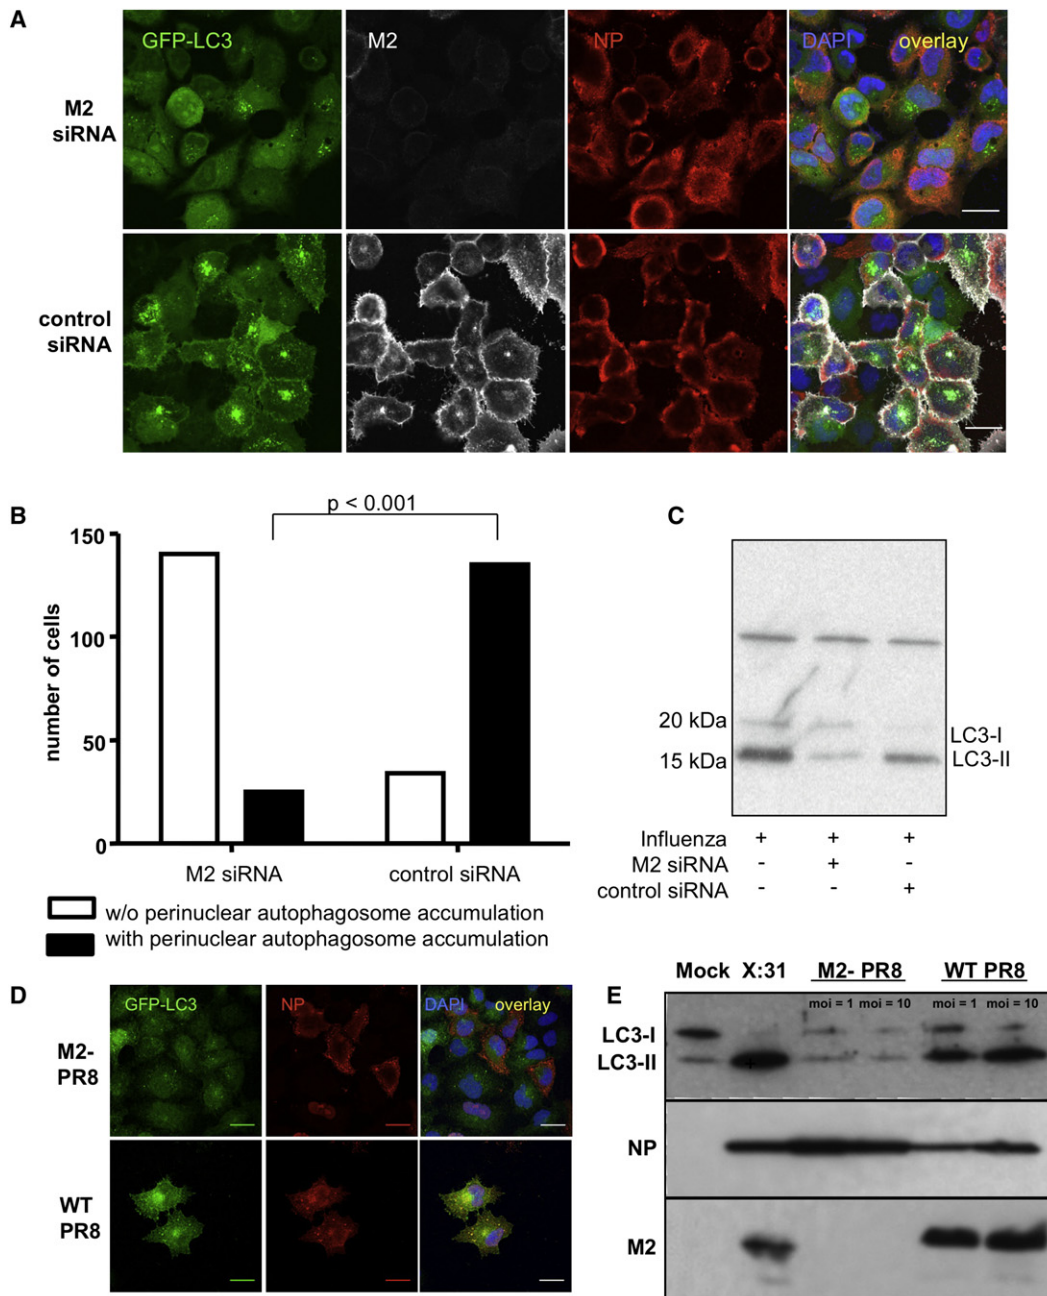 A
GFP-LC3
M2
NP
DAPI overlay
M2
siRNA
control
siRNA
B
p < 0.001
150
100
50
0
number of cells
M2 siRNA
control siRNA
w/o perinuclear autophagosome accumulation
with perinuclear autophagosome accumulation
C
20 kDa
15 kDa
LC3-I
LC3-II
Influenza + + +
M2 siRNA - + -
control siRNA - - +
D
GFP-LC3
NP
DAPI overlay
M2-
PR8
WT
PR8
E
Mock X:31 M2- PR8 WT PR8
moi = 1 moi = 10 moi = 1 moi = 10
LC3-I
LC3-II
NP
M2